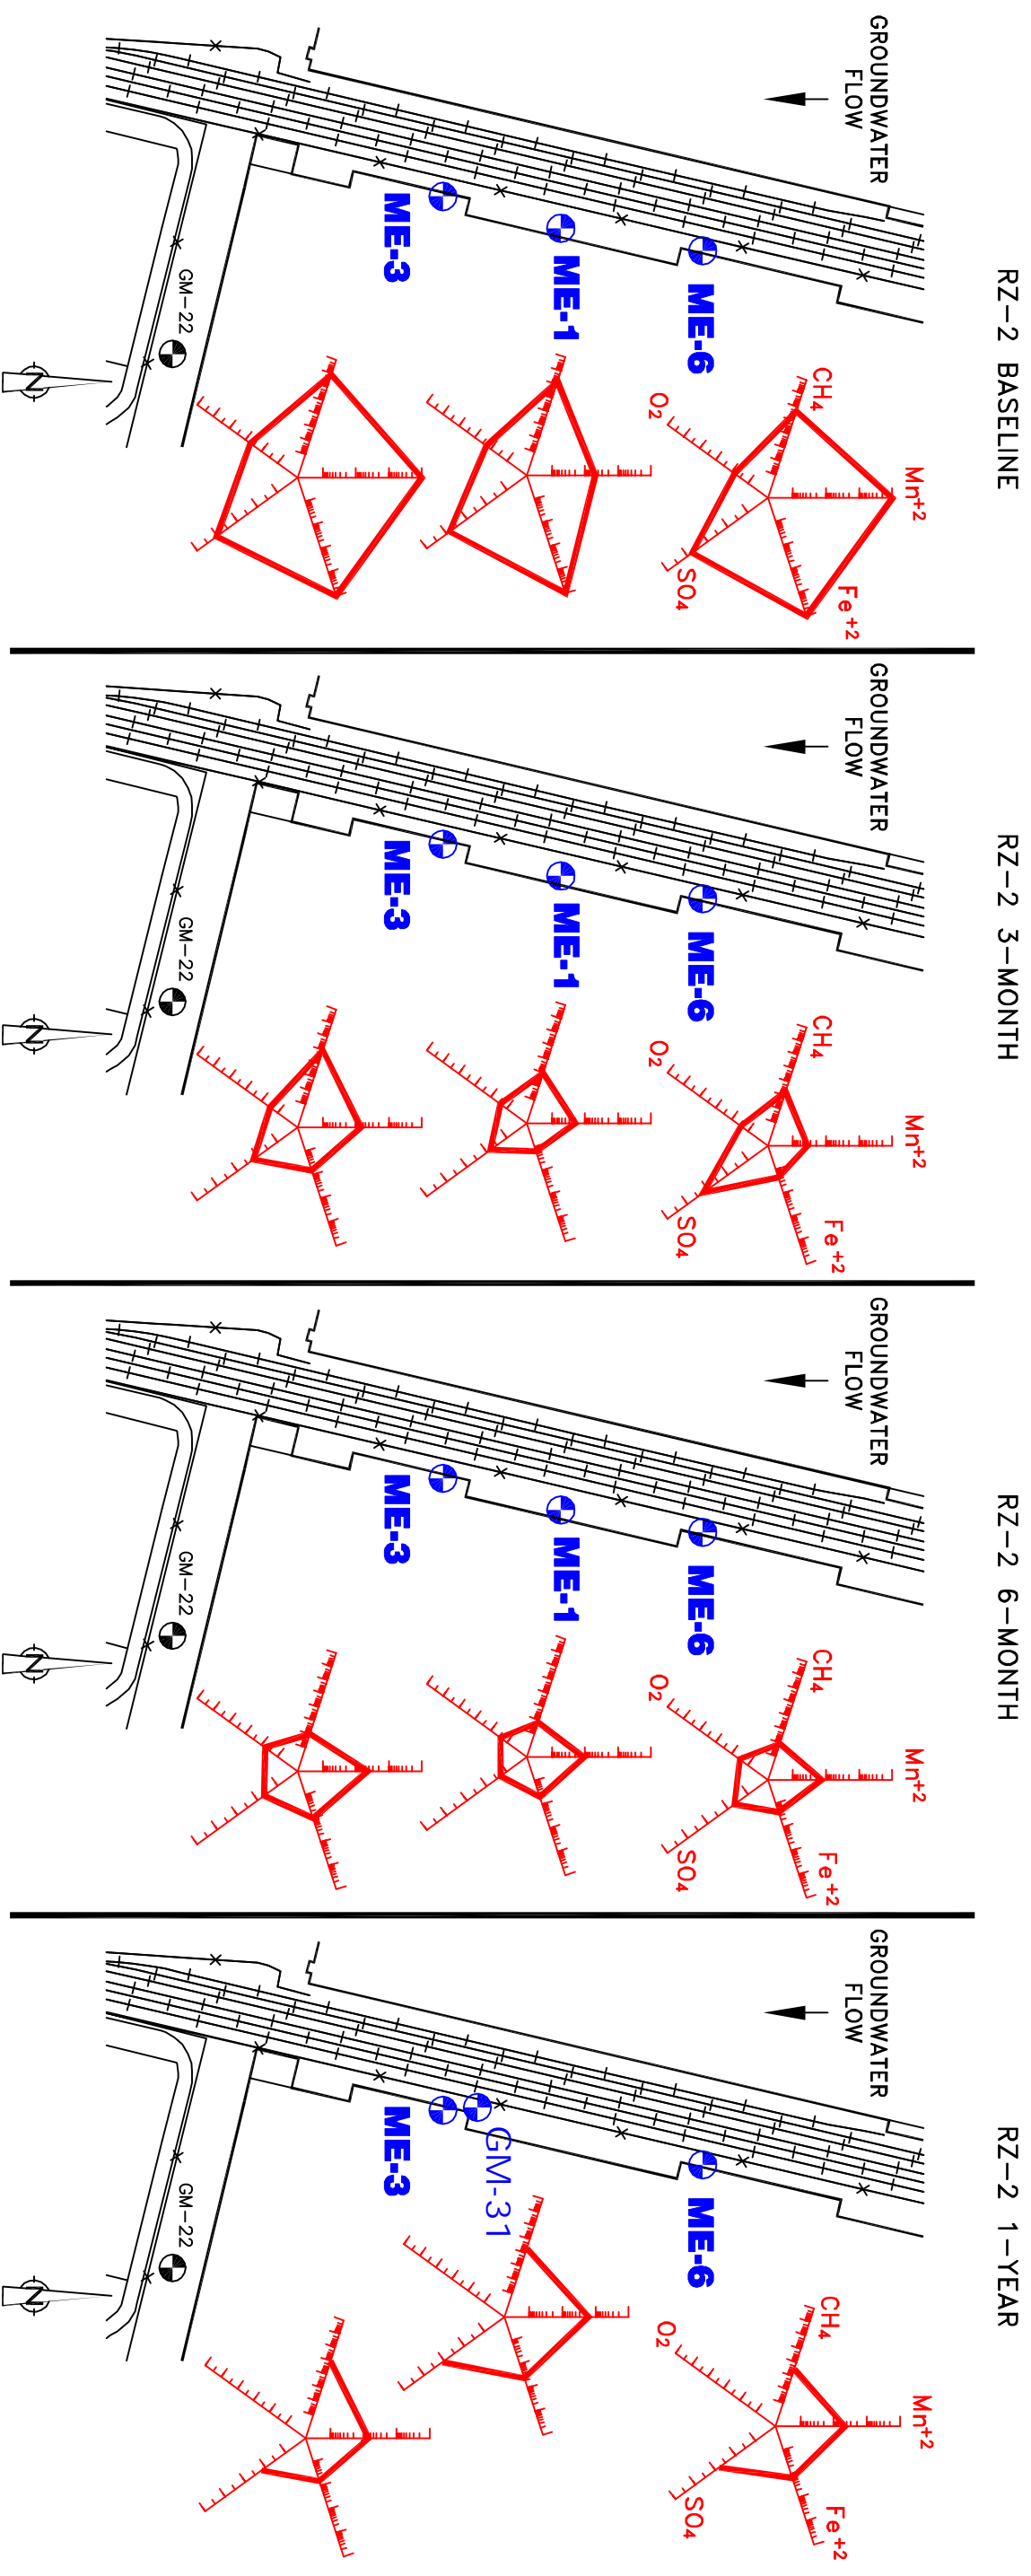 RZ-2 BASELINE
GROUNDWATER
FLOW
Mn+2
CH4
Fe+2
O2
SO4
ME-6
ME-1
ME-3
GM-22
N
RZ-2 3-MONTH
GROUNDWATER
FLOW
Mn+2
CH4
Fe+2
O2
SO4
ME-6
ME-1
ME-3
GM-22
N
RZ-2 6-MONTH
GROUNDWATER
FLOW
Mn+2
CH4
Fe+2
O2
SO4
ME-6
ME-1
ME-3
GM-22
N
RZ-2 1-YEAR
GROUNDWATER
FLOW
Mn+2
CH4
Fe+2
O2
SO4
ME-6
GM-31
ME-3
GM-22
N